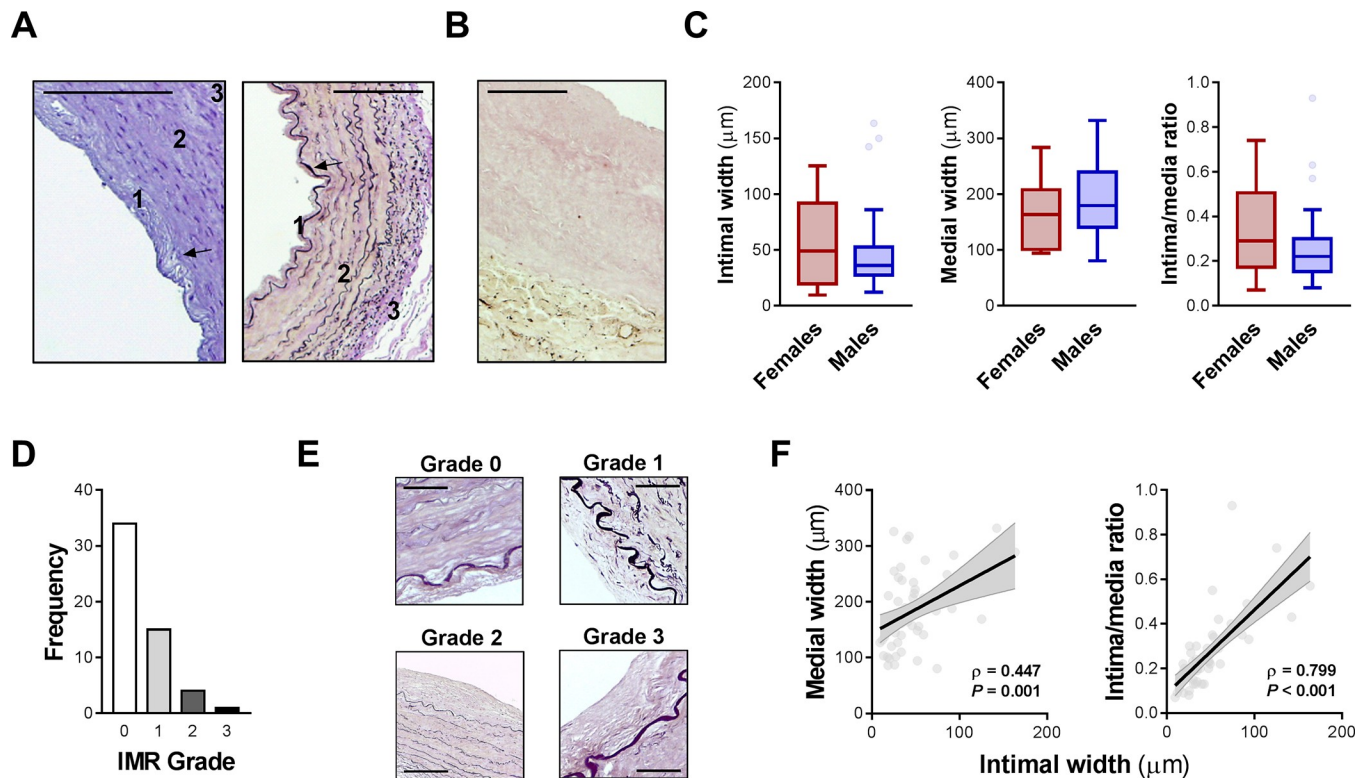 A
B
C
1
2
3
1
2
3
Intimal width (μm)
200
150
100
50
0
Females
Males
Medial width (μm)
400
300
200
100
0
Females
Males
Intima/media ratio
1.0
0.8
0.6
0.4
0.2
0.0
Females
Males
D
Frequency
40
30
20
10
0
0 1 2 3
IMR Grade
E
Grade 0
Grade 1
Grade 2
Grade 3
F
Medial width (μm)
400
300
200
100
0
0 100 200
ρ = 0.447
P = 0.001
Intima/media ratio
1.0
0.8
0.6
0.4
0.2
0.0
0 100 200
ρ = 0.799
P < 0.001
Intimal width (μm)